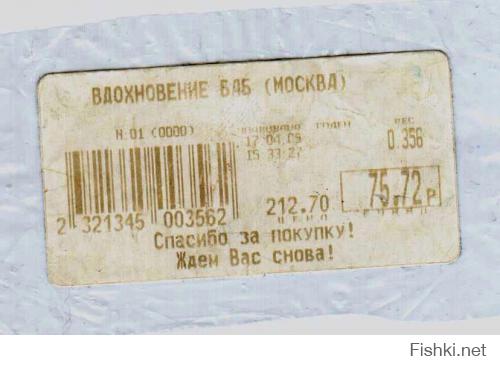 ВДОХНОВЕНИЕ БАБ (МОСКВА)
Н.01 (0000) ГОДЕН ВЕС
17.04 0.356
15 33 27
212.70 75.72 Р
2 321345 003562 ЦЕНА
Спасибо за покупку!
Ждем Вас снова!
Fishki.net